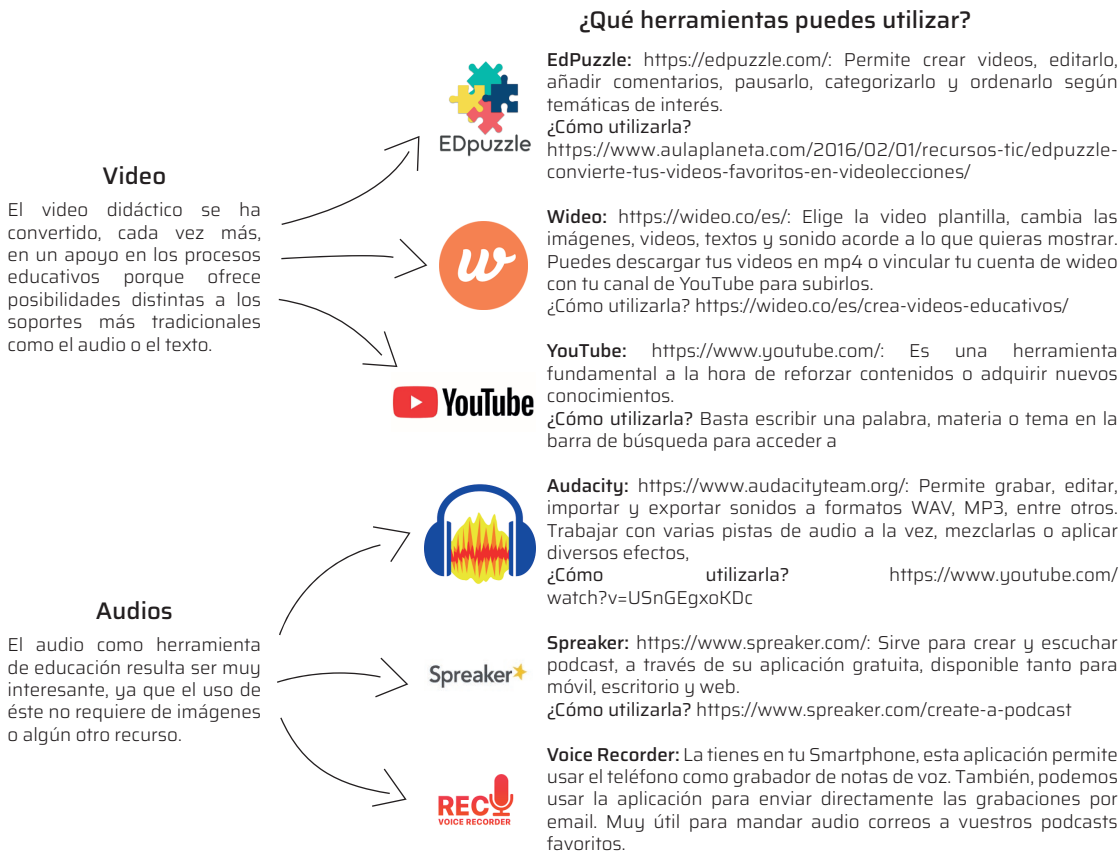 ¿Qué herramientas puedes utilizar?
Video
El video didáctico se ha
convertido, cada vez más,
en un apoyo en los procesos
educativos porque ofrece
posibilidades distintas a los
soportes más tradicionales
como el audio o el texto.
EDpuzzle
EdPuzzle: https://edpuzzle.com/: Permite crear videos, editarlo,
añadir comentarios, pausarlo, categorizarlo y ordenarlo según
temáticas de interés.
¿Cómo utilizarla?
https://www.aulaplaneta.com/2016/02/01/recursos-tic/edpuzzle-
convierte-tus-videos-favoritos-en-videolecciones/
w
Wideo: https://wideo.co/es/: Elige la video plantilla, cambia las
imágenes, videos, textos y sonido acorde a lo que quieras mostrar.
Puedes descargar tus videos en mp4 o vincular tu cuenta de wideo
con tu canal de YouTube para subirlos.
¿Cómo utilizarla? https://wideo.co/es/crea-videos-educativos/
YouTube
YouTube: https://www.youtube.com/: Es una herramienta
fundamental a la hora de reforzar contenidos o adquirir nuevos
conocimientos.
¿Cómo utilizarla? Basta escribir una palabra, materia o tema en la
barra de búsqueda para acceder a
Audios
El audio como herramienta
de educación resulta ser muy
interesante, ya que el uso de
éste no requiere de imágenes
o algún otro recurso.
Audacity: https://www.audacityteam.org/: Permite grabar, editar,
importar y exportar sonidos a formatos WAV, MP3, entre otros.
Trabajar con varias pistas de audio a la vez, mezclarlas o aplicar
diversos efectos,
¿Cómo utilizarla? https://www.youtube.com/
watch?v=USnGEgxoKDc
Spreaker
Spreaker: https://www.spreaker.com/: Sirve para crear y escuchar
podcast, a través de su aplicación gratuita, disponible tanto para
móvil, escritorio y web.
¿Cómo utilizarla? https://www.spreaker.com/create-a-podcast
REC
VOICE RECORDER
Voice Recorder: La tienes en tu Smartphone, esta aplicación permite
usar el teléfono como grabador de notas de voz. También, podemos
usar la aplicación para enviar directamente las grabaciones por
email. Muy útil para mandar audio correos a vuestros podcasts
favoritos.